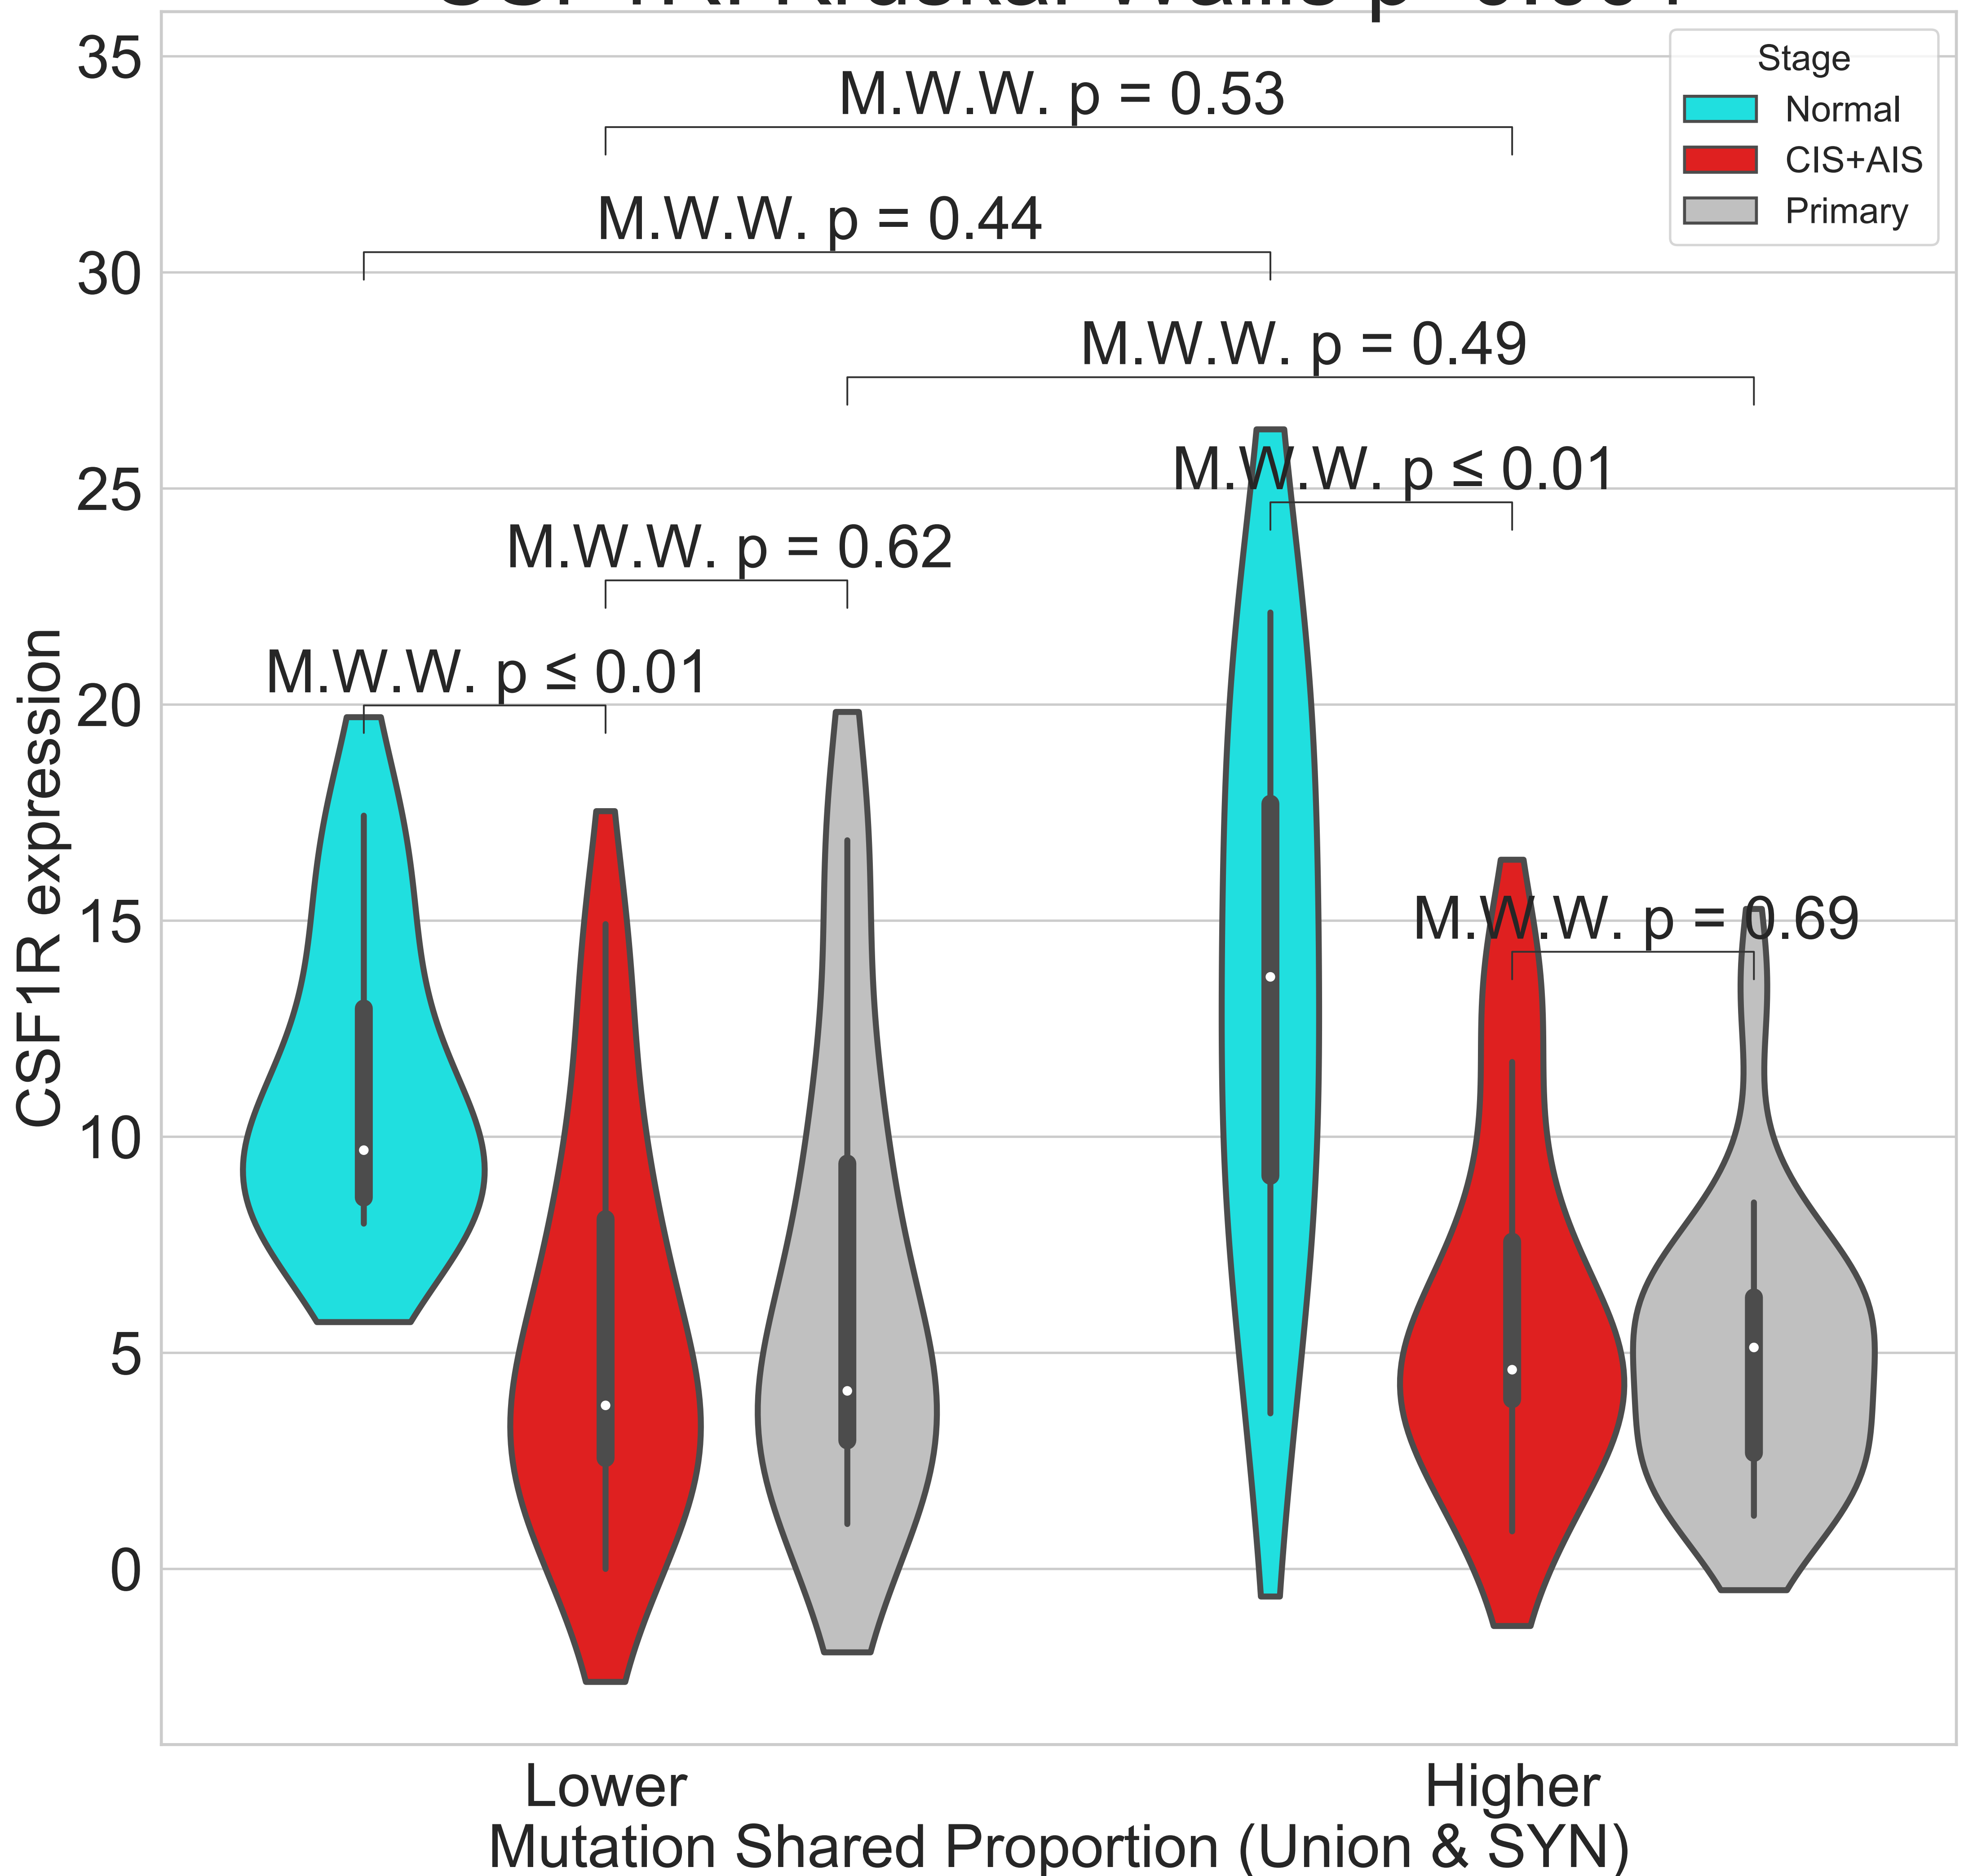 35
M.W.W. p = 0.53
Stage
Normal
CIS+AIS
Primary
M.W.W. p = 0.44
30
M.W.W. p = 0.49
25
M.W.W. p ≤ 0.01
M.W.W. p = 0.62
M.W.W. p ≤ 0.01
20
15
M.W.W. p = 0.69
10
5
0
CSF1R expression
Lower
Higher
Mutation Shared Proportion (Union & SYN)